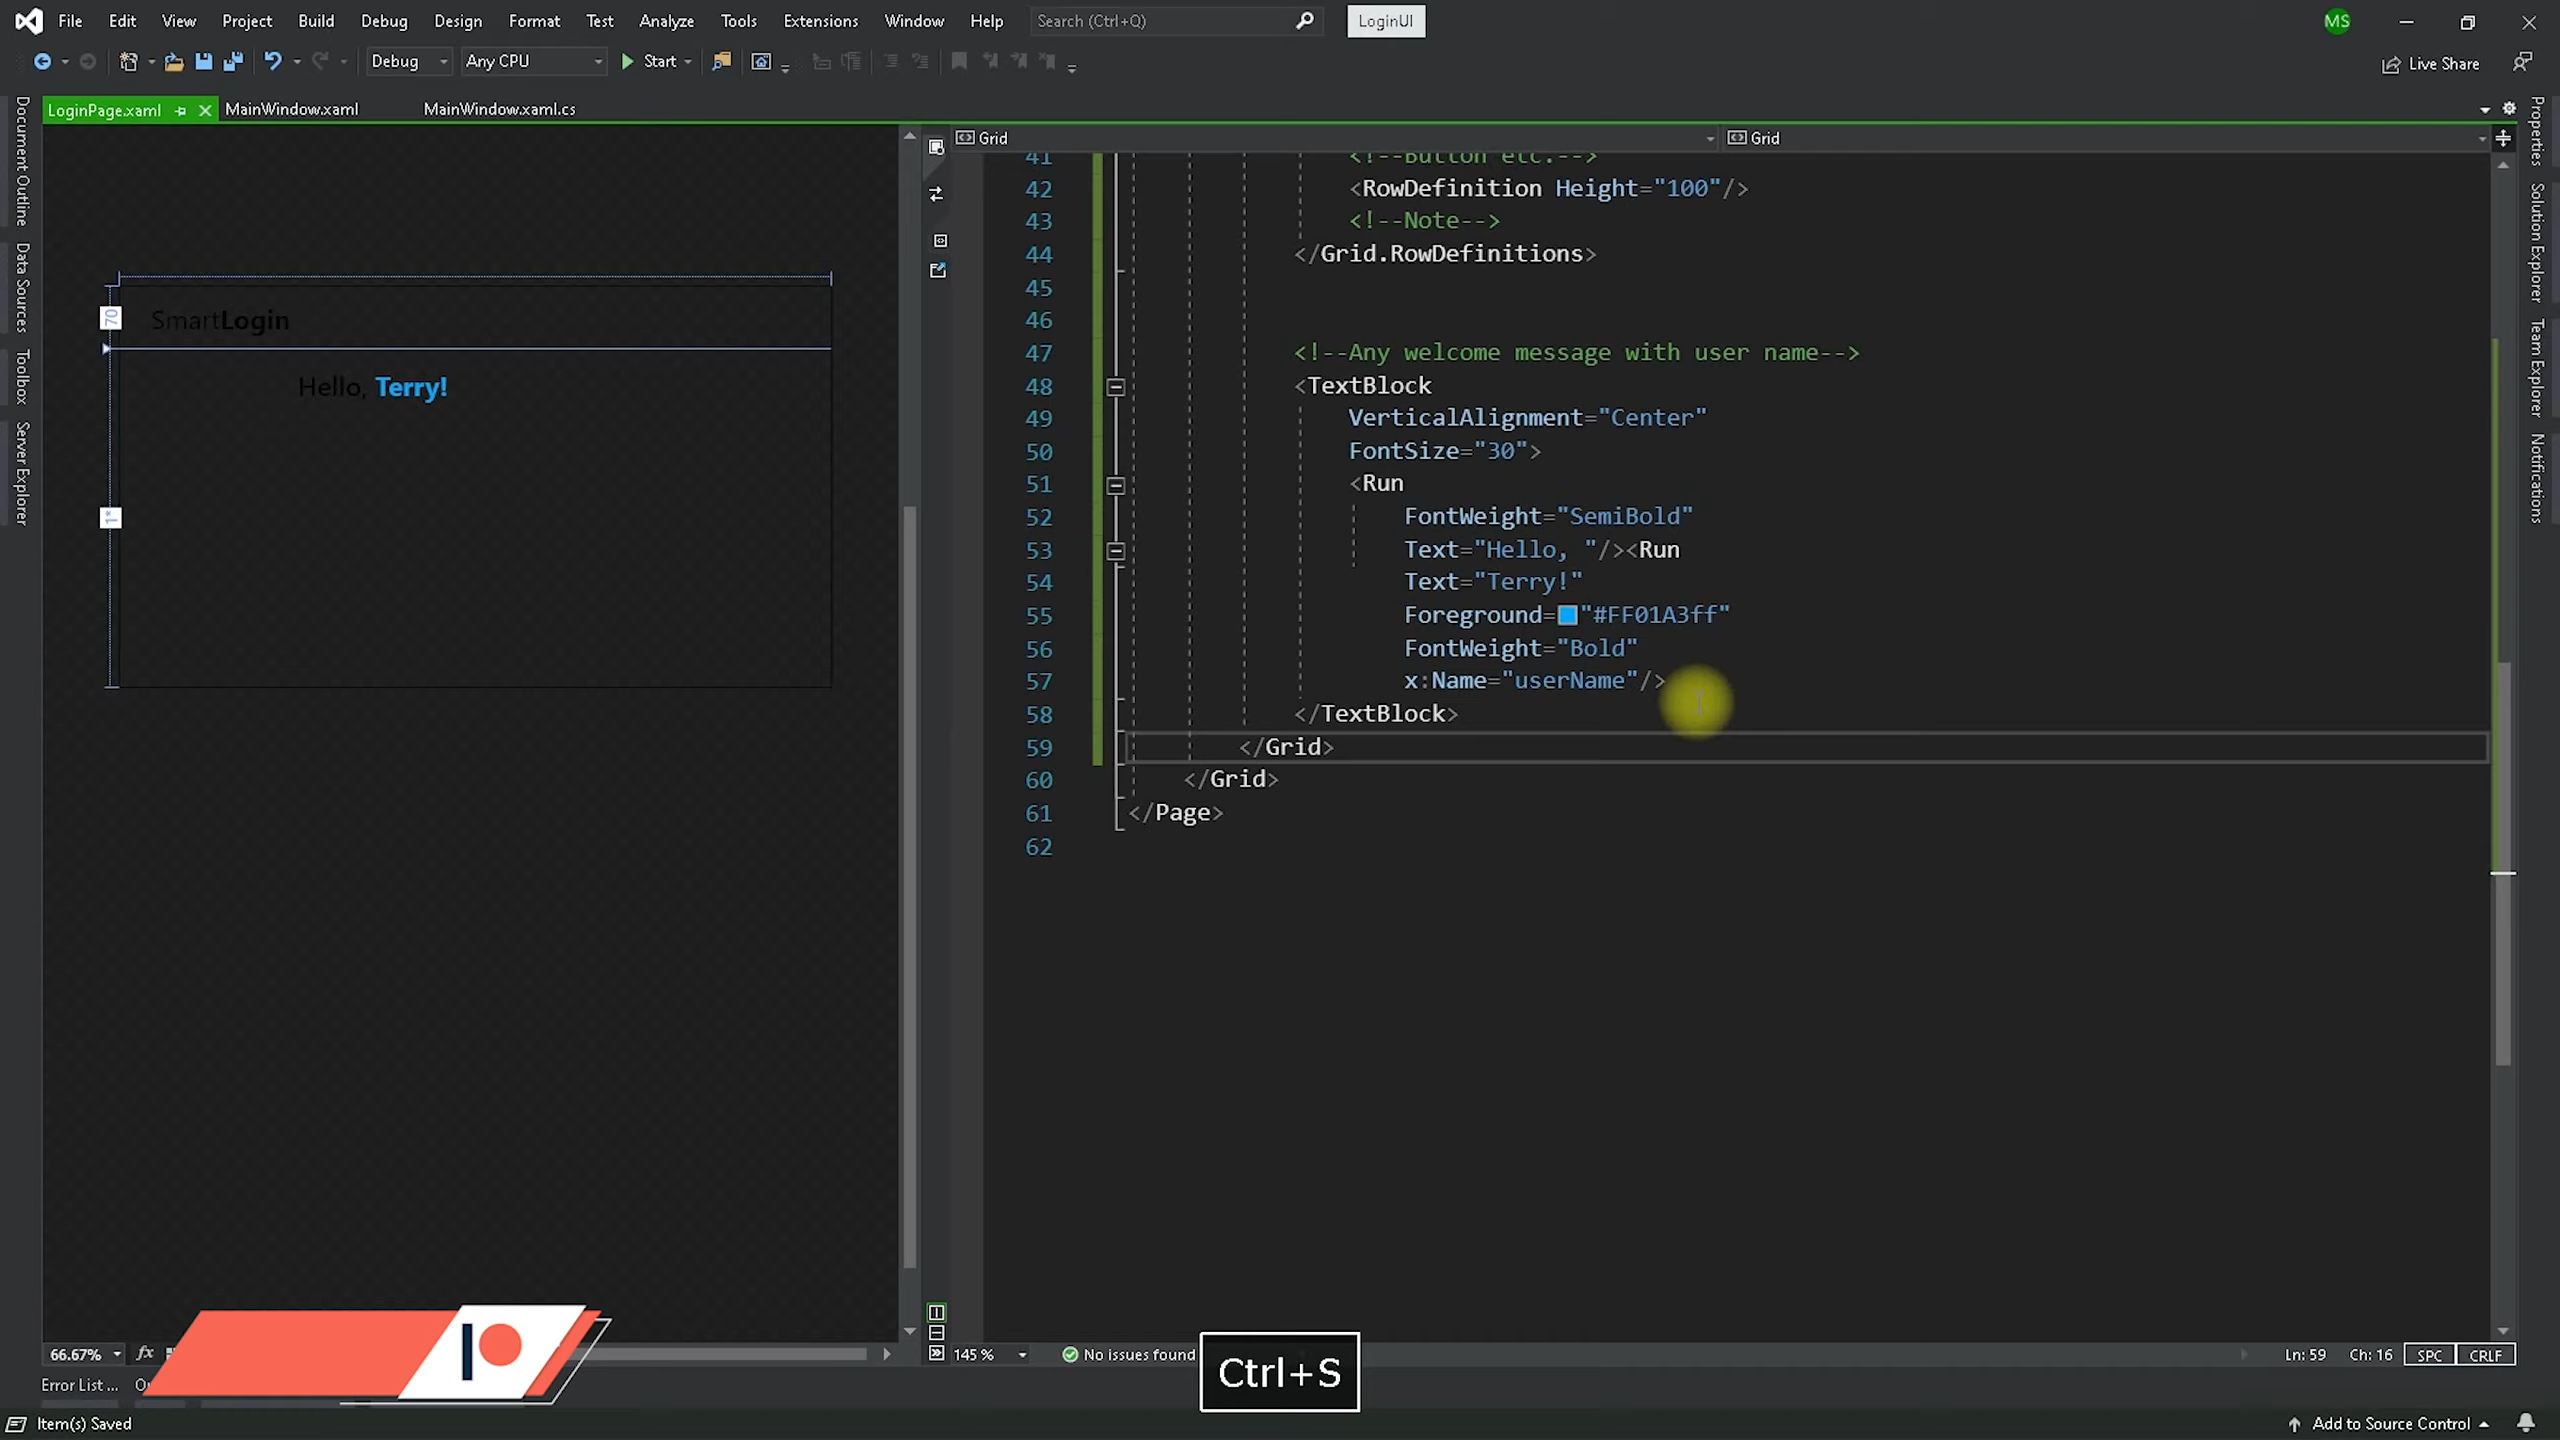 File Edit View Project Build Debug Design Format Test Analyze Tools Extensions Window Help Search (Ctrl+Q) LoginUI MS
Debug Any CPU Start Live Share
LoginPage.xaml MainWindow.xaml MainWindow.xaml.cs
Document Outline
Data Sources
Toolbox
Server Explorer
70
SmartLogin
Hello, Terry!
1*
Grid Grid
41 <!--Button etc.-->
42 <RowDefinition Height="100"/>
43 <!--Note-->
44 </Grid.RowDefinitions>
45
46
47 <!--Any welcome message with user name-->
48 <TextBlock
49 VerticalAlignment="Center"
50 FontSize="30">
51 <Run
52 FontWeight="SemiBold"
53 Text="Hello, "/><Run
54 Text="Terry!"
55 Foreground="#FF01A3ff"
56 FontWeight="Bold"
57 x:Name="userName"/>
58 </TextBlock>
59 </Grid>
60 </Grid>
61 </Page>
62
Properties
Solution Explorer
Team Explorer
Notifications
66.67% fx
145 % No issues found Ln: 59 Ch: 16 SPC CRLF
Ctrl+S
Error List ...
Item(s) Saved Add to Source Control